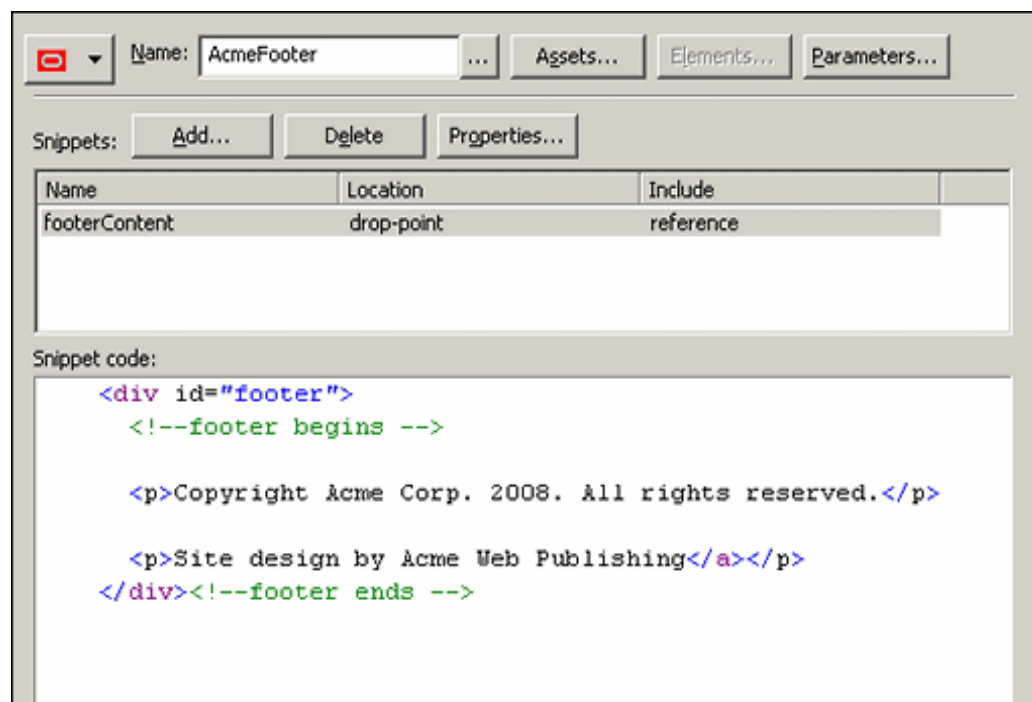 Name: AcmeFooter ... Assets... Elements... Parameters...
Snippets: Add... Delete Properties...
Name Location Include
footerContent drop-point reference
Snippet code:
<div id="footer">
<!--footer begins -->
<p>Copyright Acme Corp. 2008. All rights reserved.</p>
<p>Site design by Acme Web Publishing</a></p>
</div><!--footer ends -->